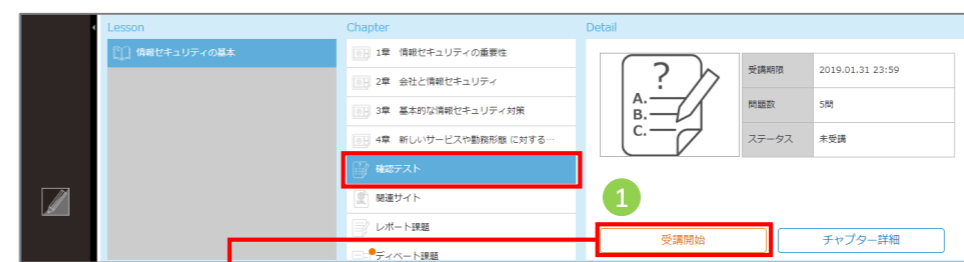 Lesson
Chapter
Detail
情報セキュリティの基本
1章 情報セキュリティの重要性
2章 会社と情報セキュリティ
3章 基本的な情報セキュリティ対策
4章 新しいサービスや勤務形態 に対する…
確認テスト
関連サイト
レポート課題
ディベート課題
?
A.
B.
C.
受講期限 2019.01.31 23:59
問題数 5問
ステータス 未受講
1
受講開始
チャプター詳細